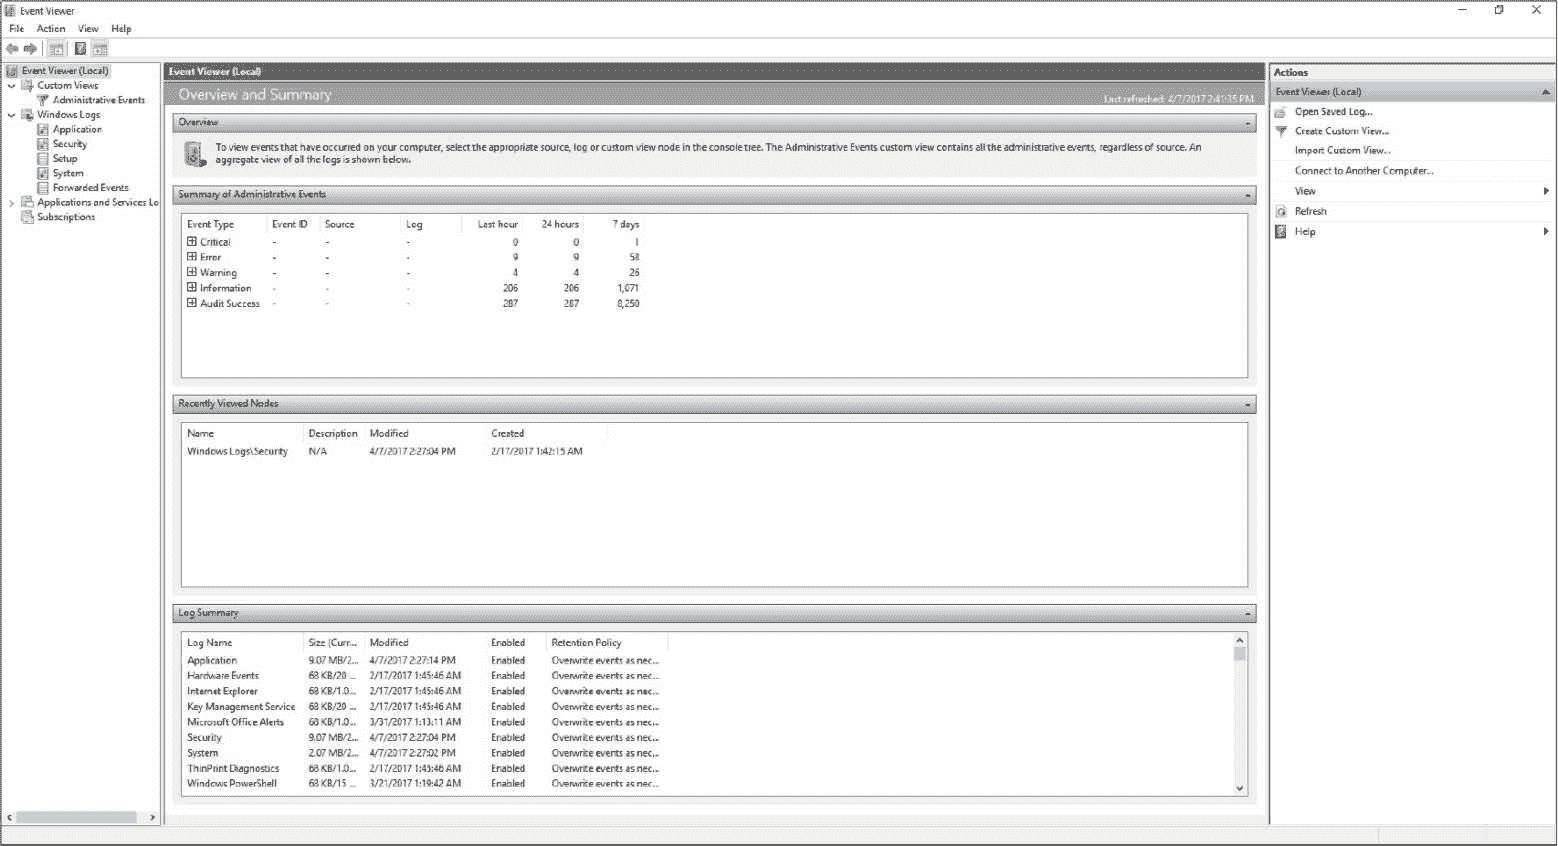 Event Viewer
File Action View Help
Event Viewer (Local)
Custom Views
Administrative Events
Windows Logs
Application
Security
Setup
System
Forwarded Events
Applications and Services Lo
Subscriptions
Event Viewer (Local)
Overview and Summary
Last refreshed: 4/7/2017 2:41:35 PM
Overview
To view events that have occurred on your computer, select the appropriate source, log or custom view node in the console tree. The Administrative Events custom view contains all the administrative events, regardless of source. An
aggregate view of all the logs is shown below.
Summary of Administrative Events
Event Type Event ID Source Log Last hour 24 hours 7 days
Critical - - - 0 0 1
Error - - - 9 9 58
Warning - - - 4 4 26
Information - - - 206 206 1,071
Audit Success - - - 287 287 8,250
Recently Viewed Nodes
Name Description Modified Created
Windows Logs\Security N/A 4/7/2017 2:27:04 PM 2/17/2017 1:42:15 AM
Log Summary
Log Name Size (Curr... Modified Enabled Retention Policy
Application 9.07 MB/2... 4/7/2017 2:27:14 PM Enabled Overwrite events as nec...
Hardware Events 68 KB/20 ... 2/17/2017 1:45:46 AM Enabled Overwrite events as nec...
Internet Explorer 68 KB/1.0... 2/17/2017 1:45:46 AM Enabled Overwrite events as nec...
Key Management Service 68 KB/20 ... 2/17/2017 1:45:46 AM Enabled Overwrite events as nec...
Microsoft Office Alerts 68 KB/1.0... 3/31/2017 1:13:11 AM Enabled Overwrite events as nec...
Security 9.07 MB/2... 4/7/2017 2:27:04 PM Enabled Overwrite events as nec...
System 2.07 MB/2... 4/7/2017 2:27:02 PM Enabled Overwrite events as nec...
ThinPrint Diagnostics 68 KB/1.0... 2/17/2017 1:45:46 AM Enabled Overwrite events as nec...
Windows PowerShell 68 KB/15 ... 3/21/2017 1:19:42 AM Enabled Overwrite events as nec...
Actions
Event Viewer (Local)
Open Saved Log...
Create Custom View...
Import Custom View...
Connect to Another Computer...
View
Refresh
Help